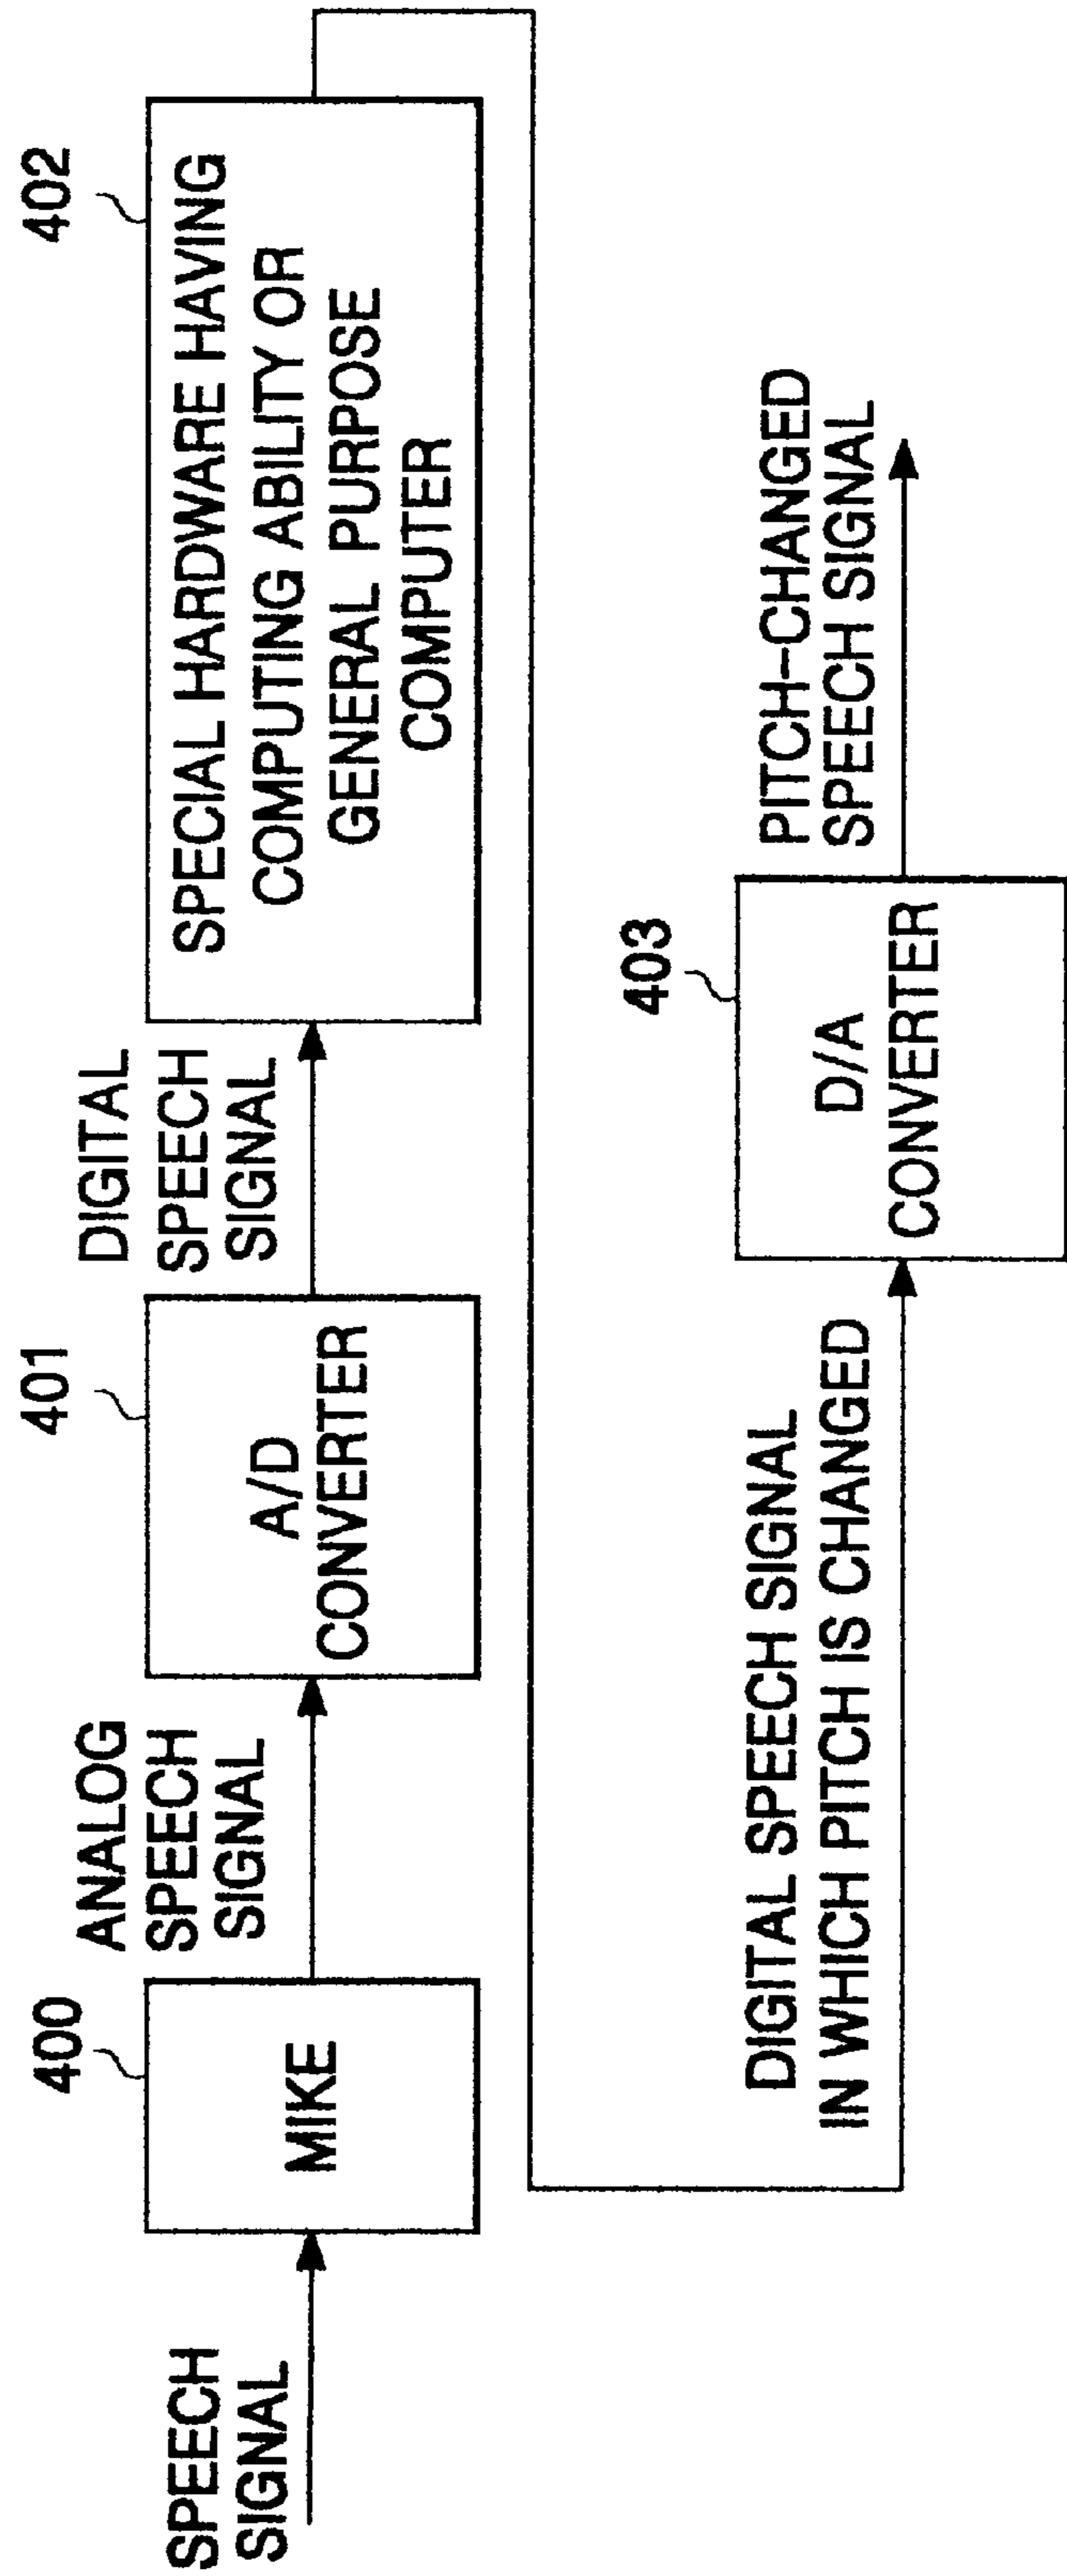 SPEECH
SIGNAL
400
MIKE
ANALOG
SPEECH
SIGNAL
401
A/D
CONVERTER
DIGITAL
SPEECH
SIGNAL
402
SPECIAL HARDWARE HAVING
COMPUTING ABILITY OR
GENERAL PURPOSE
COMPUTER
DIGITAL SPEECH SIGNAL
IN WHICH PITCH IS CHANGED
403
D/A
CONVERTER
PITCH-CHANGED
SPEECH SIGNAL